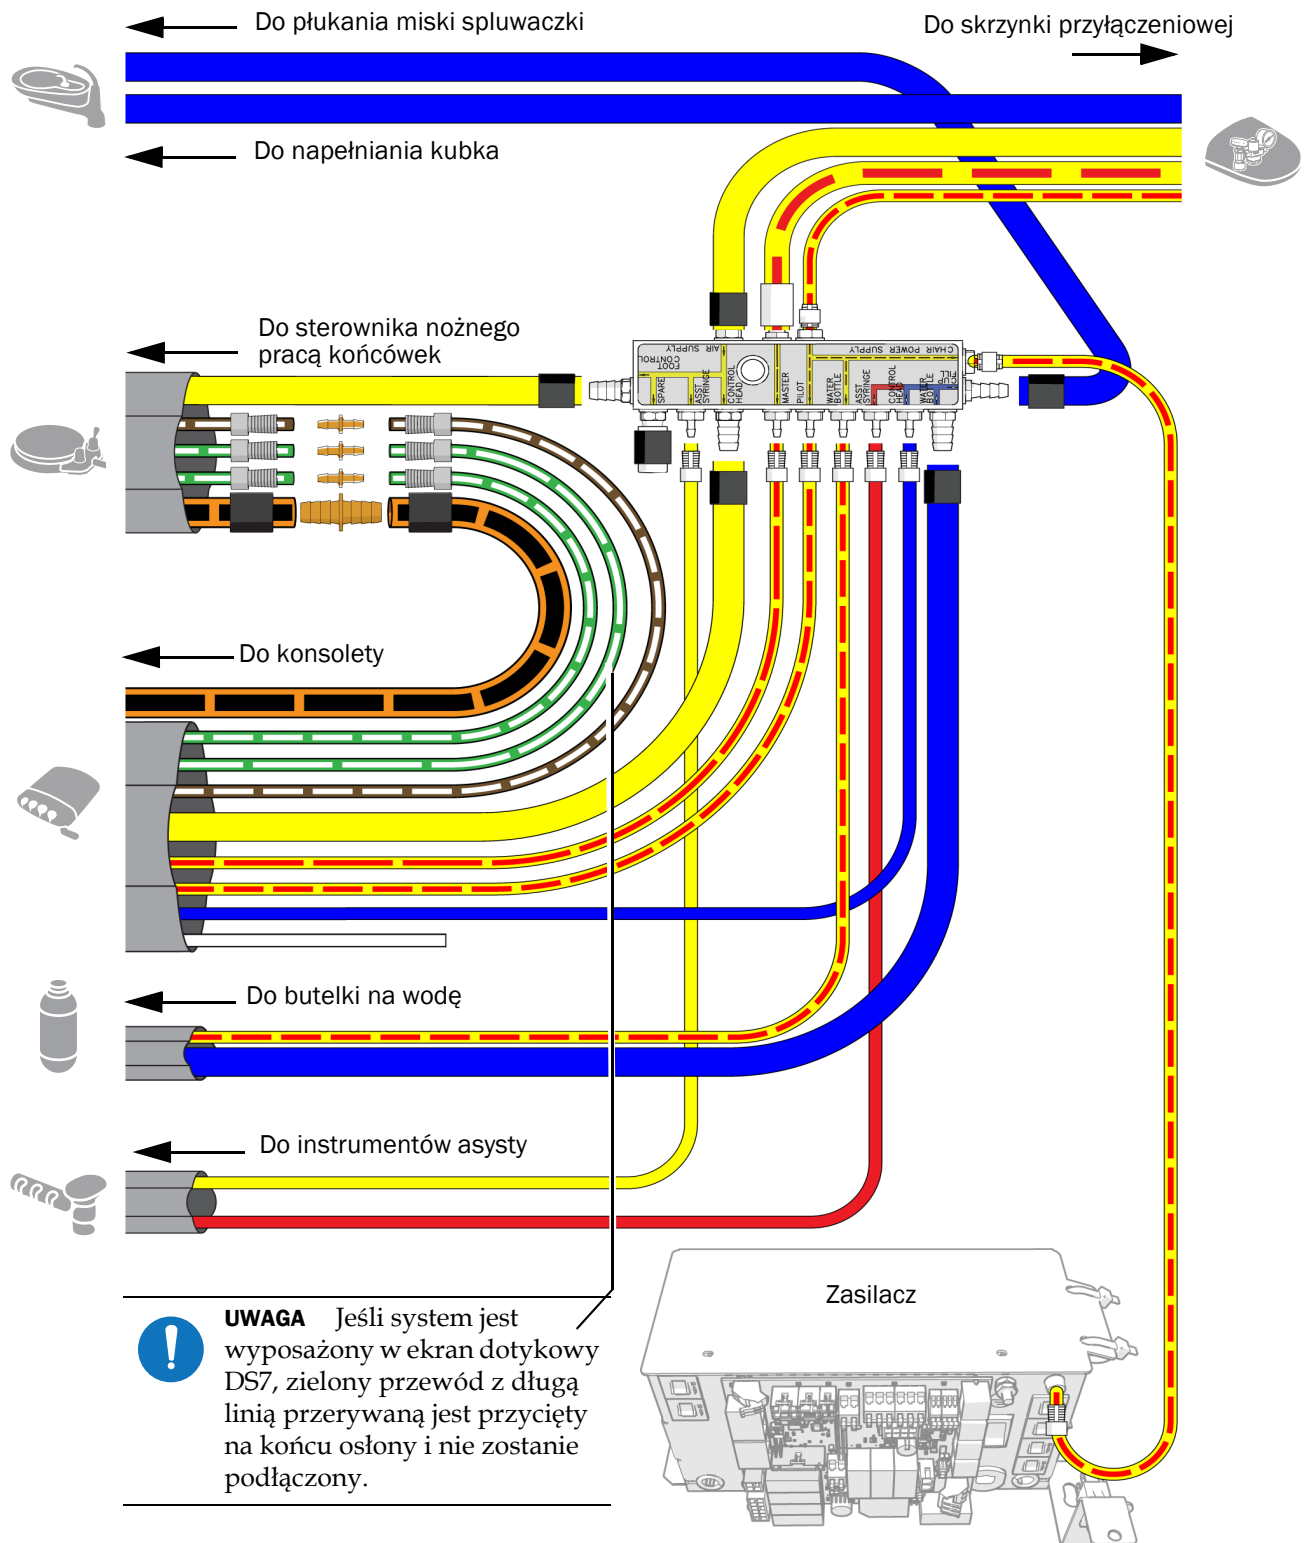 Do płukania miski spluwaczki
Do skrzynki przyłączeniowej
Do napełniania kubka
Do sterownika nożnego
pracą końcówek
AIR SUPPLY
FOOT
CONTROL
CHAIR POWER SUPPLY
SPARE
ASST
SYRINGE
CONTROL
HEAD
MASTER
PILOT
WATER
BOTTLE
ASST
SYRINGE
CONTROL
HEAD
WATER
BOTTLE
Do konsolety
Do butelki na wodę
Do instrumentów asysty
Zasilacz
UWAGA Jeśli system jest
wyposażony w ekran dotykowy
DS7, zielony przewód z długą
linią przerywaną jest przycięty
na końcu osłony i nie zostanie
podłączony.